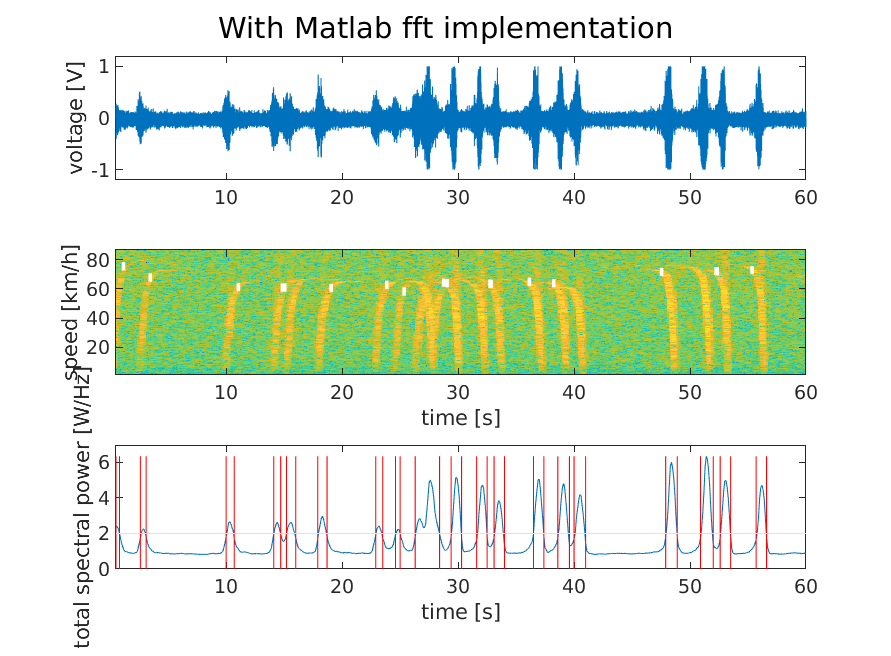 With Matlab fft implementation
voltage [V]
1
0
-1
10 20 30 40 50 60
speed [km/h]
80
60
40
20
10 20 30 40 50 60
time [s]
total spectral power [W/Hz]
6
4
2
0
10 20 30 40 50 60
time [s]